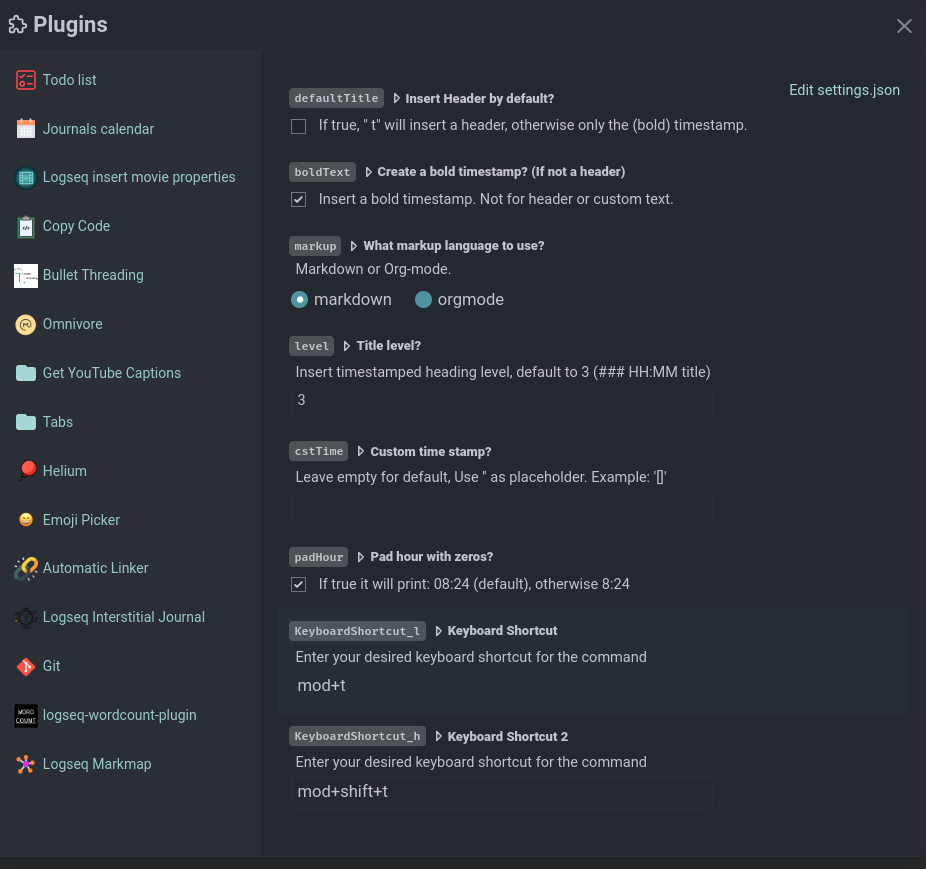 Plugins
Todo list
Journals calendar
Logseq insert movie properties
Copy Code
Bullet Threading
Omnivore
Get YouTube Captions
Tabs
Helium
Emoji Picker
Automatic Linker
Logseq Interstitial Journal
Git
WORD
COUNT
logseq-wordcount-plugin
Logseq Markmap
Edit settings.json
defaultTitle Insert Header by default?
If true, " t" will insert a header, otherwise only the (bold) timestamp.
boldText Create a bold timestamp? (If not a header)
Insert a bold timestamp. Not for header or custom text.
markup What markup language to use?
Markdown or Org-mode.
markdown orgmode
level Title level?
Insert timestamped heading level, default to 3 (### HH:MM title)
3
cstTime Custom time stamp?
Leave empty for default, Use '' as placeholder. Example: '[]'
padHour Pad hour with zeros?
If true it will print: 08:24 (default), otherwise 8:24
KeyboardShortcut_l Keyboard Shortcut
Enter your desired keyboard shortcut for the command
mod+t
KeyboardShortcut_h Keyboard Shortcut 2
Enter your desired keyboard shortcut for the command
mod+shift+t